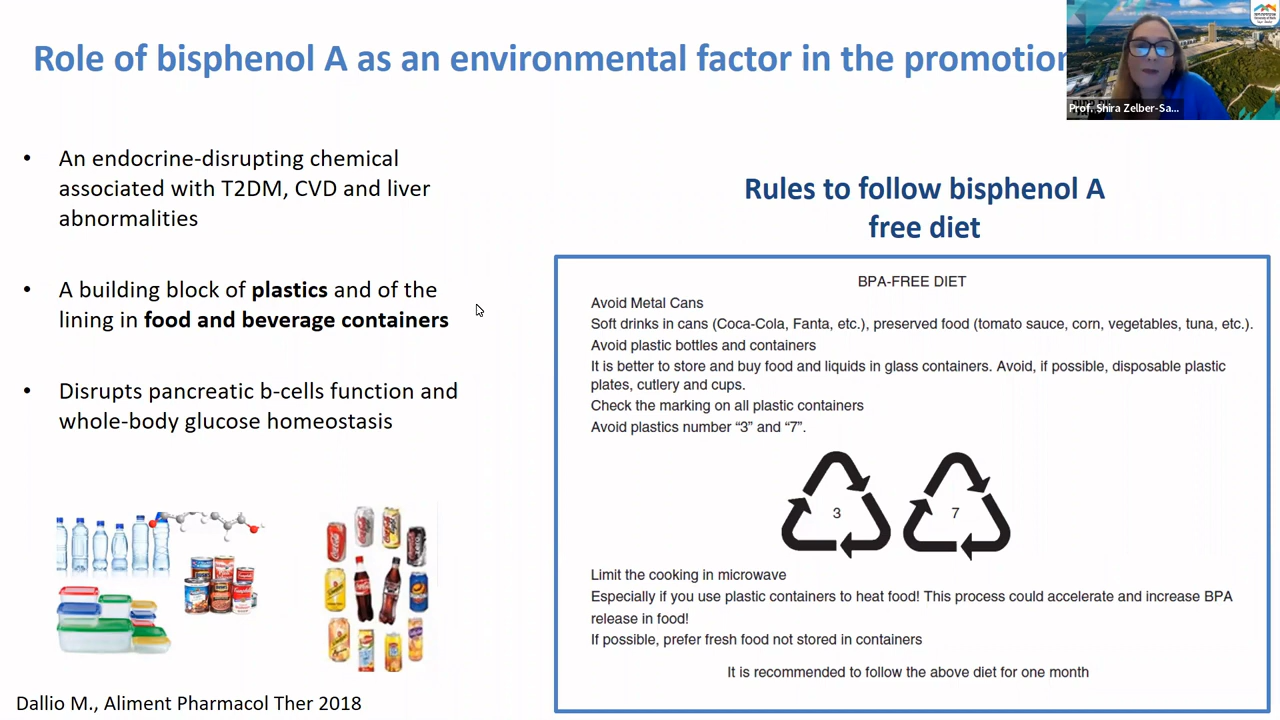 Role of bisphenol A as an environmental factor in the promotion
Prof. Shira Zelber-Sa...
• An endocrine-disrupting chemical
associated with T2DM, CVD and liver
abnormalities
• A building block of plastics and of the
lining in food and beverage containers
• Disrupts pancreatic b-cells function and
whole-body glucose homeostasis
Dallio M., Aliment Pharmacol Ther 2018
Rules to follow bisphenol A
free diet
BPA-FREE DIET
Avoid Metal Cans
Soft drinks in cans (Coca-Cola, Fanta, etc.), preserved food (tomato sauce, corn, vegetables, tuna, etc.).
Avoid plastic bottles and containers
It is better to store and buy food and liquids in glass containers. Avoid, if possible, disposable plastic
plates, cutlery and cups.
Check the marking on all plastic containers
Avoid plastics number “3” and “7”.
3
7
Limit the cooking in microwave
Especially if you use plastic containers to heat food! This process could accelerate and increase BPA
release in food!
If possible, prefer fresh food not stored in containers
It is recommended to follow the above diet for one month